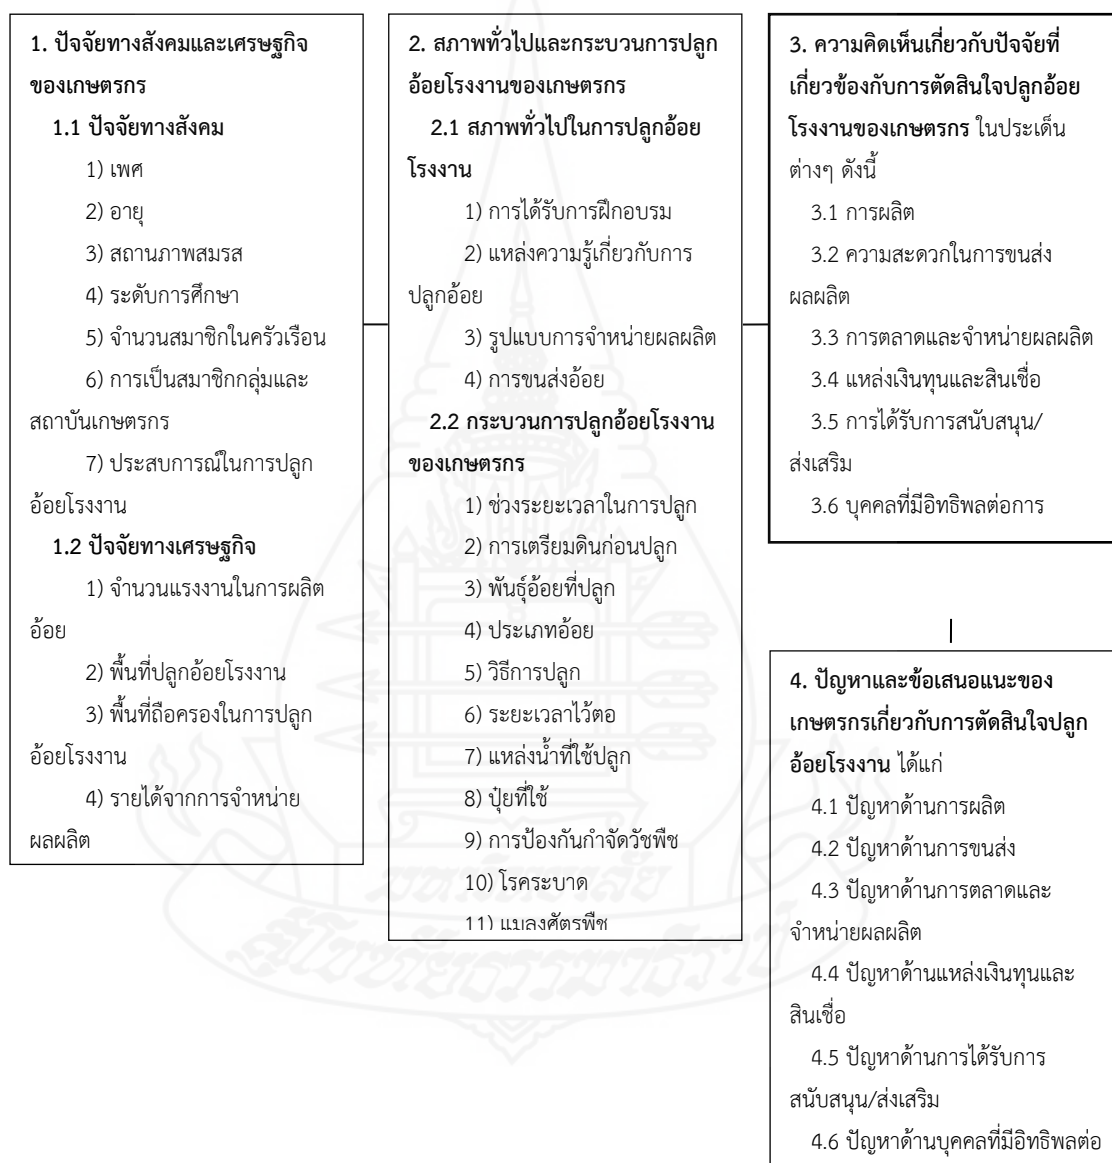 1. ปัจจัยทางสังคมและเศรษฐกิจ
ของเกษตรกร
1.1 ปัจจัยทางสังคม
1) เพศ
2) อายุ
3) สถานภาพสมรส
4) ระดับการศึกษา
5) จำนวนสมาชิกในครัวเรือน
6) การเป็นสมาชิกกลุ่มและ
สถาบันเกษตรกร
7) ประสบการณ์ในการปลูก
อ้อยโรงงาน
1.2 ปัจจัยทางเศรษฐกิจ
1) จำนวนแรงงานในการผลิต
อ้อย
2) พื้นที่ปลูกอ้อยโรงงาน
3) พื้นที่ถือครองในการปลูก
อ้อยโรงงาน
4) รายได้จากการจำหน่าย
ผลผลิต
2. สภาพทั่วไปและกระบวนการปลูก
อ้อยโรงงานของเกษตรกร
2.1 สภาพทั่วไปในการปลูกอ้อย
โรงงาน
1) การได้รับการฝึกอบรม
2) แหล่งความรู้เกี่ยวกับการ
ปลูกอ้อย
3) รูปแบบการจำหน่ายผลผลิต
4) การขนส่งอ้อย
2.2 กระบวนการปลูกอ้อยโรงงาน
ของเกษตรกร
1) ช่วงระยะเวลาในการปลูก
2) การเตรียมดินก่อนปลูก
3) พันธุ์อ้อยที่ปลูก
4) ประเภทอ้อย
5) วิธีการปลูก
6) ระยะเวลาไว้ตอ
7) แหล่งน้ำที่ใช้ปลูก
8) ปุ๋ยที่ใช้
9) การป้องกันกำจัดวัชพืช
10) โรคระบาด
11) แมลงศัตรพืช
3. ความคิดเห็นเกี่ยวกับปัจจัยที่
เกี่ยวข้องกับการตัดสินใจปลูกอ้อย
โรงงานของเกษตรกร ในประเด็น
ต่างๆ ดังนี้
3.1 การผลิต
3.2 ความสะดวกในการขนส่ง
ผลผลิต
3.3 การตลาดและจำหน่ายผลผลิต
3.4 แหล่งเงินทุนและสินเชื่อ
3.5 การได้รับการสนับสนุน/
ส่งเสริม
3.6 บุคคลที่มีอิทธิพลต่อการ
4. ปัญหาและข้อเสนอแนะของ
เกษตรกรเกี่ยวกับการตัดสินใจปลูก
อ้อยโรงงาน ได้แก่
4.1 ปัญหาด้านการผลิต
4.2 ปัญหาด้านการขนส่ง
4.3 ปัญหาด้านการตลาดและ
จำหน่ายผลผลิต
4.4 ปัญหาด้านแหล่งเงินทุนและ
สินเชื่อ
4.5 ปัญหาด้านการได้รับการ
สนับสนุน/ส่งเสริม
4.6 ปัญหาด้านบุคคลที่มีอิทธิพลต่อ
มหาวิทยาลัย
สุโขทัยธรรมาธิราช